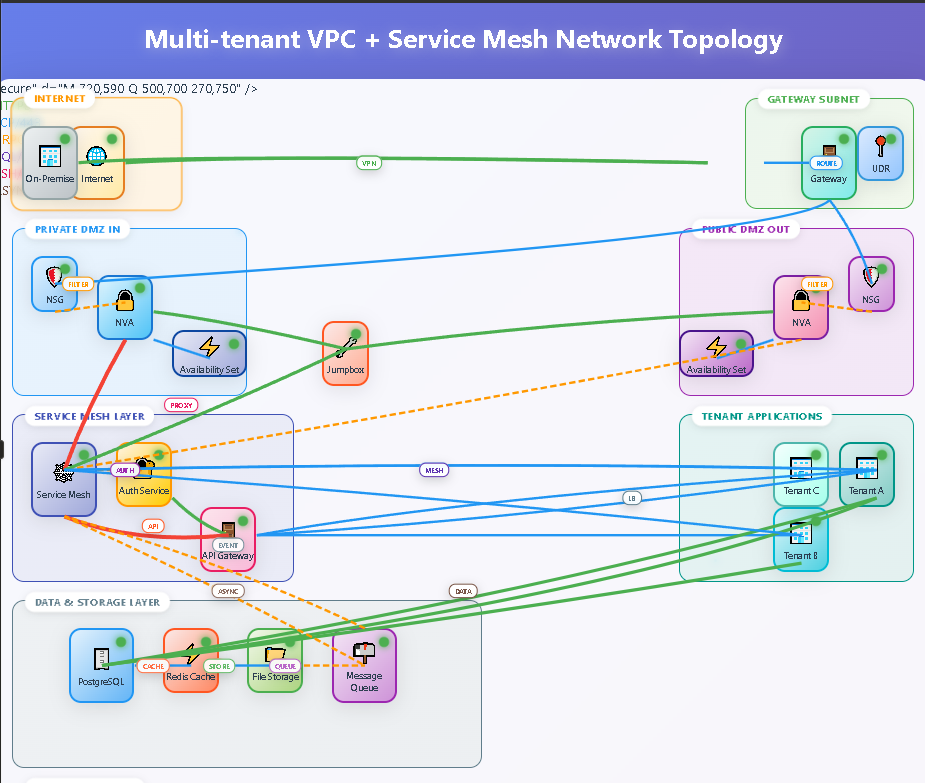 Multi-tenant VPC + Service Mesh Network Topology
ecure" d="M 720,590 Q 500,700 270,750" />
INTERNET
GATEWAY SUBNET
On-Premise
Internet
VPN
ROUTE
Gateway
UDR
PRIVATE DMZ IN
PUBLIC DMZ OUT
FILTER
NSG
NVA
Availability Set
Jumpbox
FILTER
NVA
NSG
Availability Set
PROXY
SERVICE MESH LAYER
TENANT APPLICATIONS
AUTH
MESH
Service Mesh
Auth Service
Tenant C
Tenant A
LB
API
EVENT
API Gateway
Tenant B
ASYNC
DATA
DATA & STORAGE LAYER
CACHE
STORE
QUEUE
PostgreSQL
Redis Cache
File Storage
Message
Queue